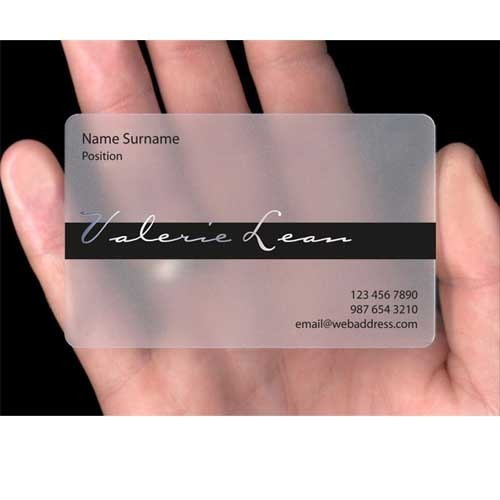 Name Surname
Position
Valerie Lean
123 456 7890
987 654 3210
email@webaddress.com